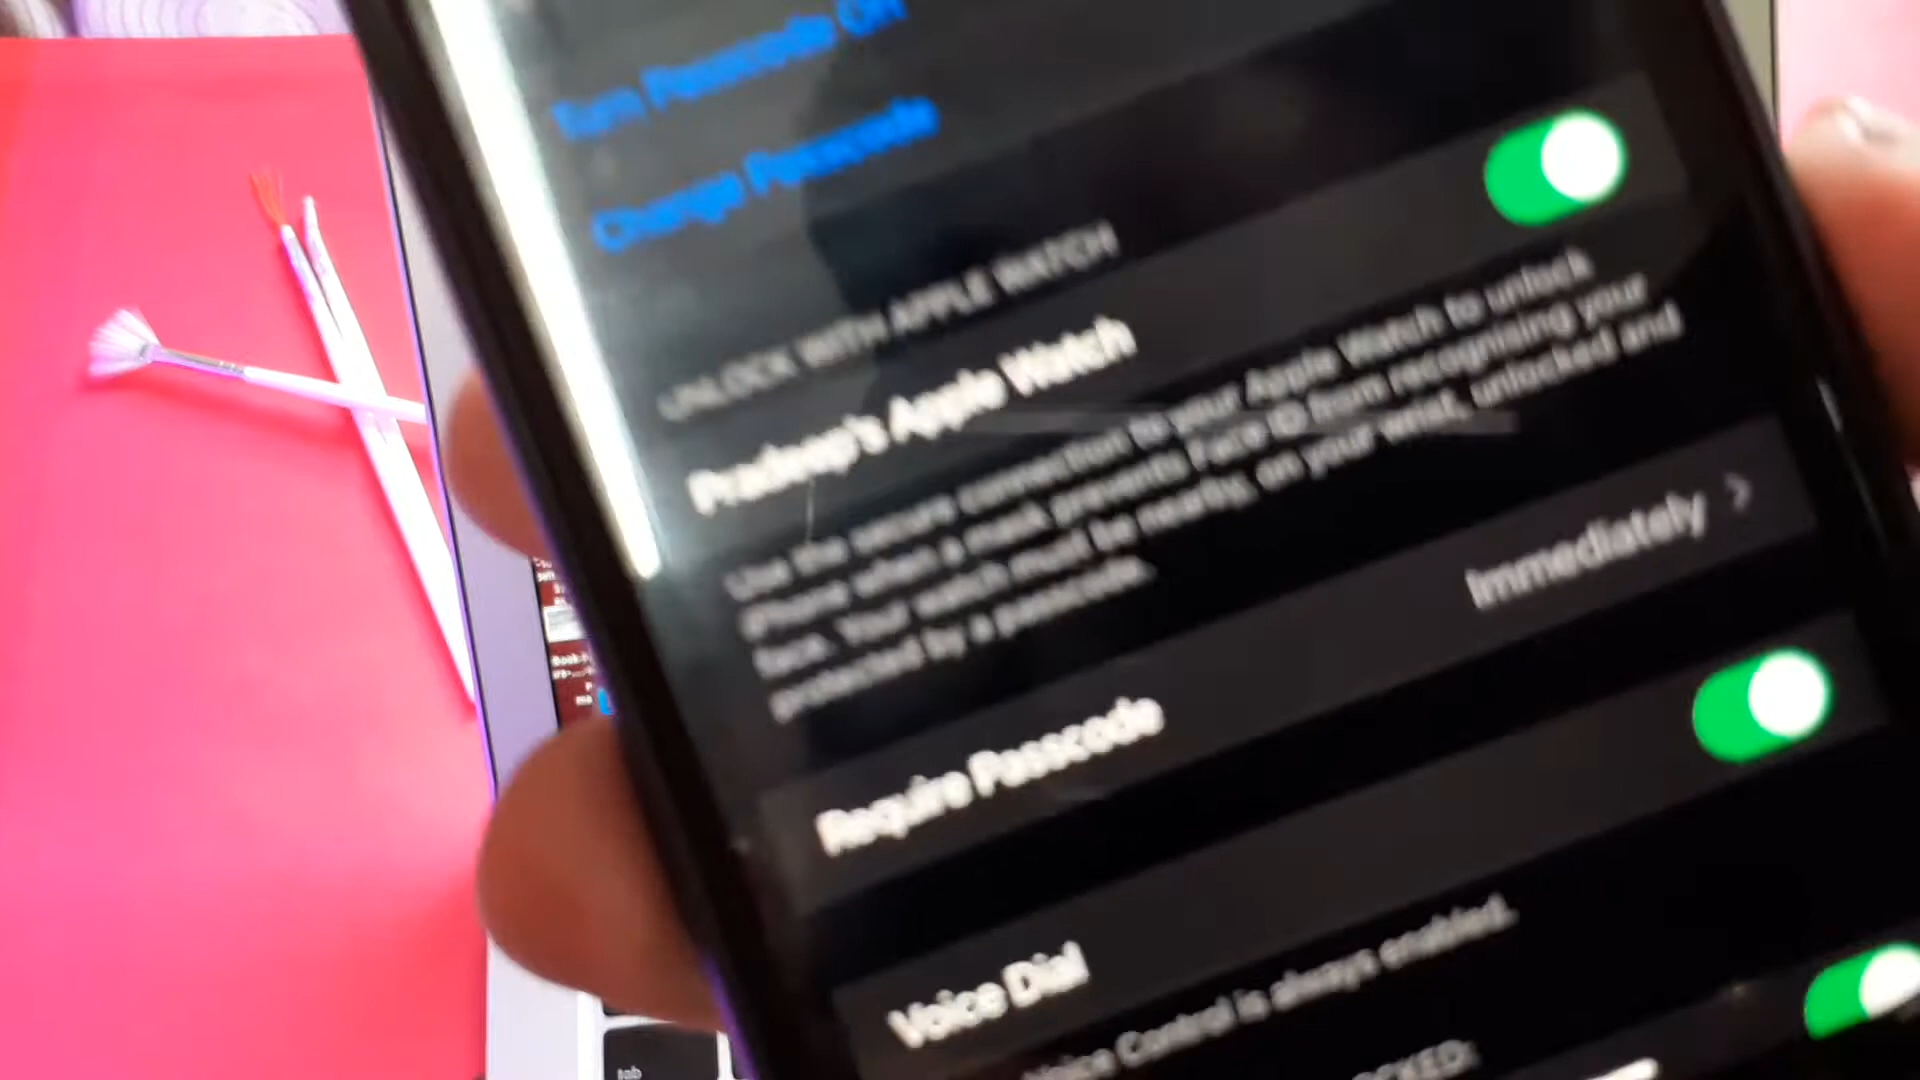 Turn Passcode Off
Change Passcode
UNLOCK WITH APPLE WATCH
Pradeep's Apple Watch
Use the secure connection to your Apple Watch to unlock
iPhone when a mask prevents Face ID from recognising your
face. Your watch must be nearby, on your wrist, unlocked and
protected by a passcode.
Require Passcode Immediately
Voice Dial
Voice Control is always enabled.
tab